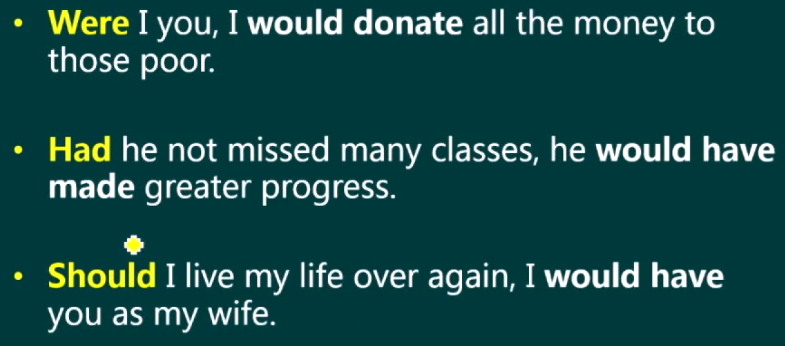 • Were I you, I would donate all the money to
those poor.
• Had he not missed many classes, he would have
made greater progress.
• Should I live my life over again, I would have
you as my wife.